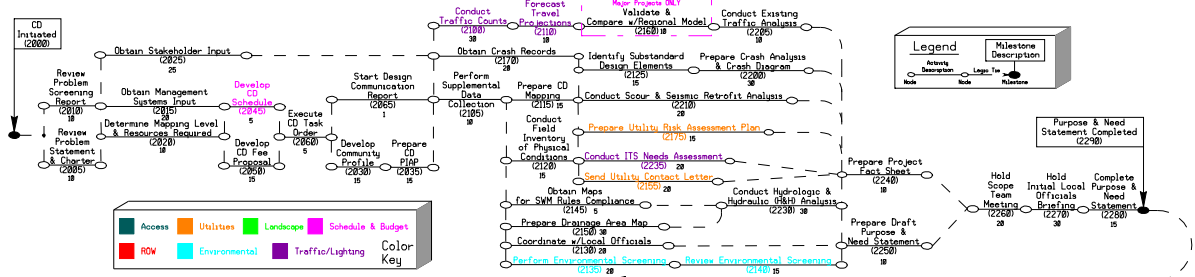 CD
Initiated
(2000)
Review
Problem
Screening
Report
(2010)
10
Review
Problem
Statement
& Charter
(2005)
10
Obtain Stakeholder Input
(2025)
25
Obtain Management
Systems Input
(2015)
20
Determine Mapping Level
& Resources Required
(2020)
10
Develop
CD
Schedule
(2045)
5
Develop
CD Fee
Proposal
(2050)
15
Execute
CD Task
Order
(2060)
5
Start Design
Communication
Report
(2065)
1
Develop
Community
Profile
(2030)
15
Prepare
CD
PIAP
(2035)
15
Conduct
Traffic Counts
(2100)
30
Forecast
Travel
Projections
(2110)
10
Major Projects ONLY
Validate &
Compare w/Regional Model
(2160) 10
Conduct Existing
Traffic Analysis
(2205)
10
Obtain Crash Records
(2170)
20
Identify Substandard
Design Elements
(2125)
15
Prepare Crash Analysis
& Crash Diagram
(2200)
30
Perform
Supplemental
Data
Collection
(2105)
10
Prepare CD
Mapping
(2115) 15
Conduct Scour & Seismic Retrofit Analysis
(2210)
20
Conduct
Field
Inventory
of Physical
Conditions
(2120)
15
Prepare Utility Risk Assessment Plan
(2175) 15
Conduct ITS Needs Assessment
(2235) 20
Send Utility Contact Letter
(2155) 20
Obtain Maps
for SWM Rules Compliance
(2145) 5
Conduct Hydrologic &
Hydraulic (H&H) Analysis
(2230) 30
Prepare Drainage Area Map
(2150) 30
Coordinate w/Local Officials
(2130) 20
Perform Environmental Screening
(2135) 20
Review Environmental Screening
(2140) 15
Prepare Project
Fact Sheet
(2240)
10
Prepare Draft
Purpose &
Need Statement
(2250)
10
Hold
Scope
Team
Meeting
(2260)
20
Hold
Initial Local
Officials
Briefing
(2270)
30
Complete
Purpose &
Need
Statement
(2280)
15
Purpose & Need
Statement Completed
(2290)
Legend
Milestone
Description
Activity
Description
Node
Node
Milestone
Access
Utilities
Landscape
Schedule & Budget
ROW
Environmental
Traffic/Lighting
Color
Key